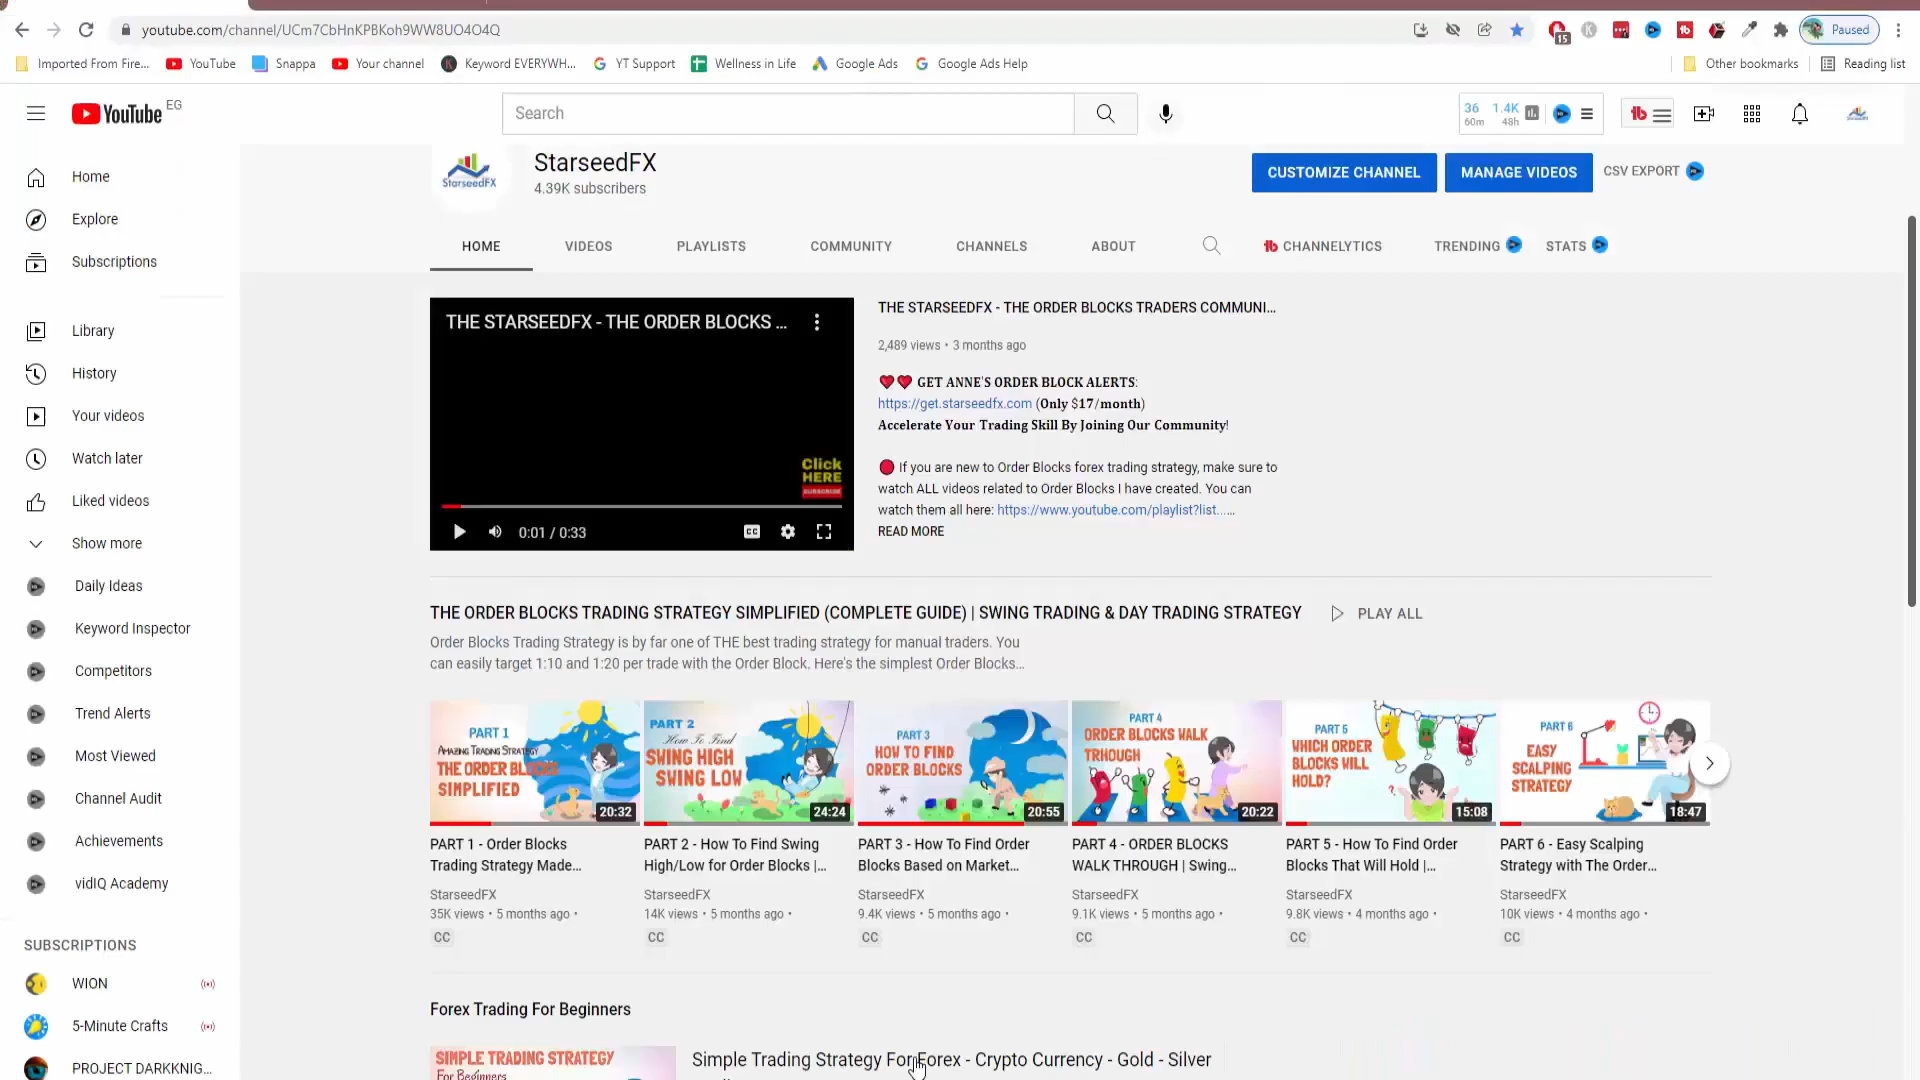 youtube.com/channel/UCm7CbHnKPBKoh9WW8UO4O4Q
15
Paused
Imported From Fire...
YouTube
Snappa
Your channel
Keyword EVERYWH...
YT Support
Wellness in Life
Google Ads
Google Ads Help
Other bookmarks
Reading list
YouTube EG
Search
36 1.4K
60m 48h
Home
Explore
Subscriptions
Library
History
Your videos
Watch later
Liked videos
Show more
Daily Ideas
Keyword Inspector
Competitors
Trend Alerts
Most Viewed
Channel Audit
Achievements
vidIQ Academy
SUBSCRIPTIONS
WION
5-Minute Crafts
PROJECT DARKKNIG...
StarseedFX
StarseedFX
4.39K subscribers
CUSTOMIZE CHANNEL
MANAGE VIDEOS
CSV EXPORT
HOME
VIDEOS
PLAYLISTS
COMMUNITY
CHANNELS
ABOUT
CHANNELYTICS
TRENDING
STATS
THE STARSEEDFX - THE ORDER BLOCKS ...
Click
HERE
SUBSCRIBE
0:01 / 0:33
CC
THE STARSEEDFX - THE ORDER BLOCKS TRADERS COMMUNI...
2,489 views • 3 months ago
GET ANNE'S ORDER BLOCK ALERTS:
https://get.starseedfx.com (Only $17/month)
Accelerate Your Trading Skill By Joining Our Community!
If you are new to Order Blocks forex trading strategy, make sure to
watch ALL videos related to Order Blocks I have created. You can
watch them all here: https://www.youtube.com/playlist?list......
READ MORE
THE ORDER BLOCKS TRADING STRATEGY SIMPLIFIED (COMPLETE GUIDE) | SWING TRADING & DAY TRADING STRATEGY
PLAY ALL
Order Blocks Trading Strategy is by far one of THE best trading strategy for manual traders. You
can easily target 1:10 and 1:20 per trade with the Order Block. Here's the simplest Order Blocks...
PART 1
AMAZING TRADING STRATEGY
THE ORDER BLOCKS
SIMPLIFIED
20:32
PART 1 - Order Blocks
Trading Strategy Made...
StarseedFX
35K views • 5 months ago •
CC
PART 2
How To Find
SWING HIGH
SWING LOW
24:24
PART 2 - How To Find Swing
High/Low for Order Blocks |...
StarseedFX
14K views • 5 months ago •
CC
PART 3
HOW TO FIND
ORDER BLOCKS
20:55
PART 3 - How To Find Order
Blocks Based on Market...
StarseedFX
9.4K views • 5 months ago •
CC
PART 4
ORDER BLOCKS WALK
TRHOUGH
20:22
PART 4 - ORDER BLOCKS
WALK THROUGH | Swing...
StarseedFX
9.1K views • 5 months ago •
CC
PART 5
WHICH ORDER
BLOCKS WILL
HOLD?
15:08
PART 5 - How To Find Order
Blocks That Will Hold |...
StarseedFX
9.8K views • 4 months ago •
CC
PART 6
EASY
SCALPING
STRATEGY
18:47
PART 6 - Easy Scalping
Strategy with The Order...
StarseedFX
10K views • 4 months ago •
CC
Forex Trading For Beginners
SIMPLE TRADING STRATEGY
For Beginners
Simple Trading Strategy For Forex - Crypto Currency - Gold - Silver